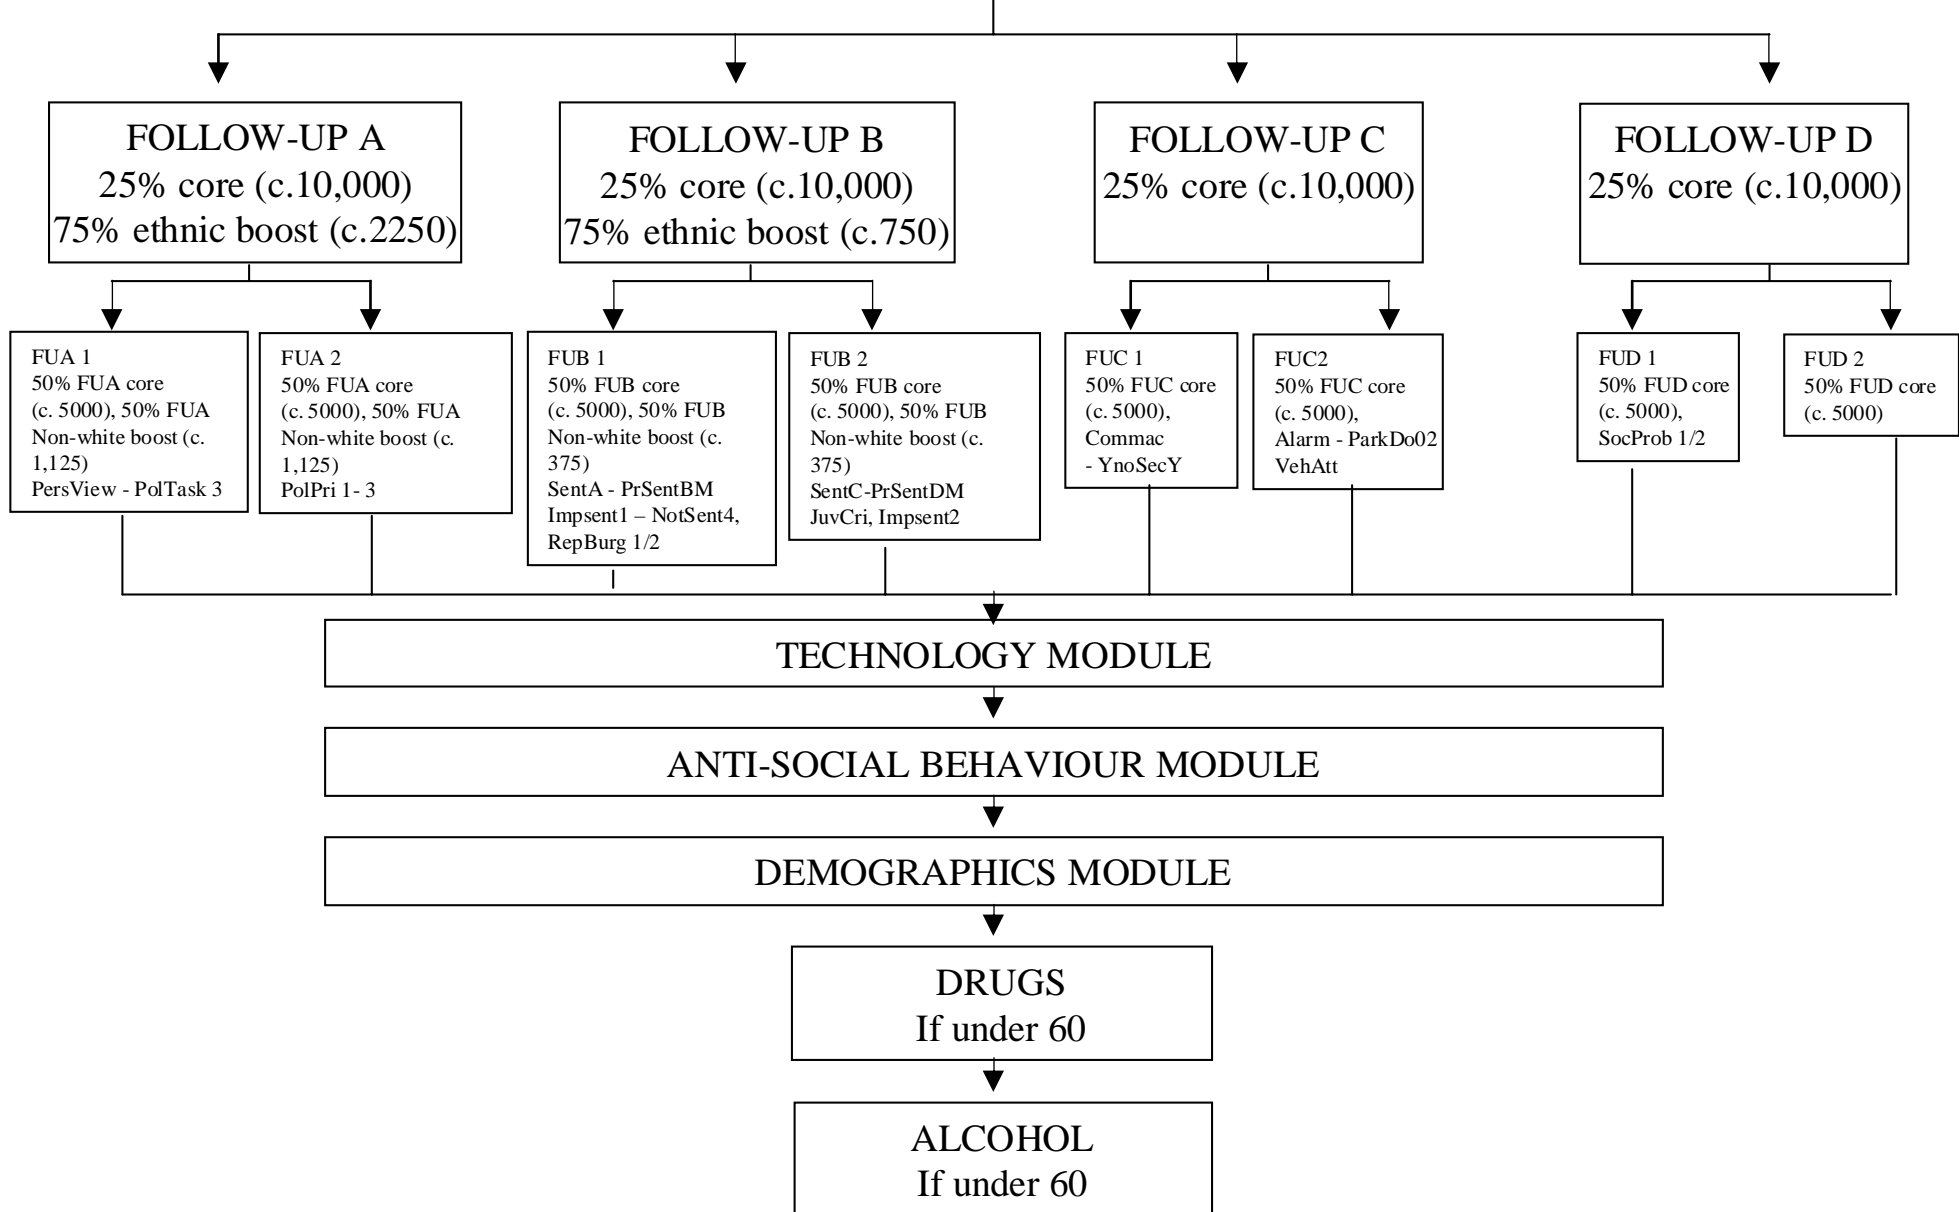 FOLLOW-UP A
25% core (c.10,000)
75% ethnic boost (c.2250)
FOLLOW-UP B
25% core (c.10,000)
75% ethnic boost (c.750)
FOLLOW-UP C
25% core (c.10,000)
FOLLOW-UP D
25% core (c.10,000)
FUA 1
50% FUA core
(c. 5000), 50% FUA
Non-white boost (c.
1,125)
PersView - PolTask 3
FUA 2
50% FUA core
(c. 5000), 50% FUA
Non-white boost (c.
1,125)
PolPri 1- 3
FUB 1
50% FUB core
(c. 5000), 50% FUB
Non-white boost (c.
375)
SentA - PrSentBM
Impsent1 – NotSent4,
RepBurg 1/2
FUB 2
50% FUB core
(c. 5000), 50% FUB
Non-white boost (c.
375)
SentC-PrSentDM
JuvCri, Impsent2
FUC 1
50% FUC core
(c. 5000),
Commac
- YnoSecY
FUC2
50% FUC core
(c. 5000),
Alarm - ParkDo02
VehAtt
FUD 1
50% FUD core
(c. 5000),
SocProb 1/2
FUD 2
50% FUD core
(c. 5000)
TECHNOLOGY MODULE
ANTI-SOCIAL BEHAVIOUR MODULE
DEMOGRAPHICS MODULE
DRUGS
If under 60
ALCOHOL
If under 60